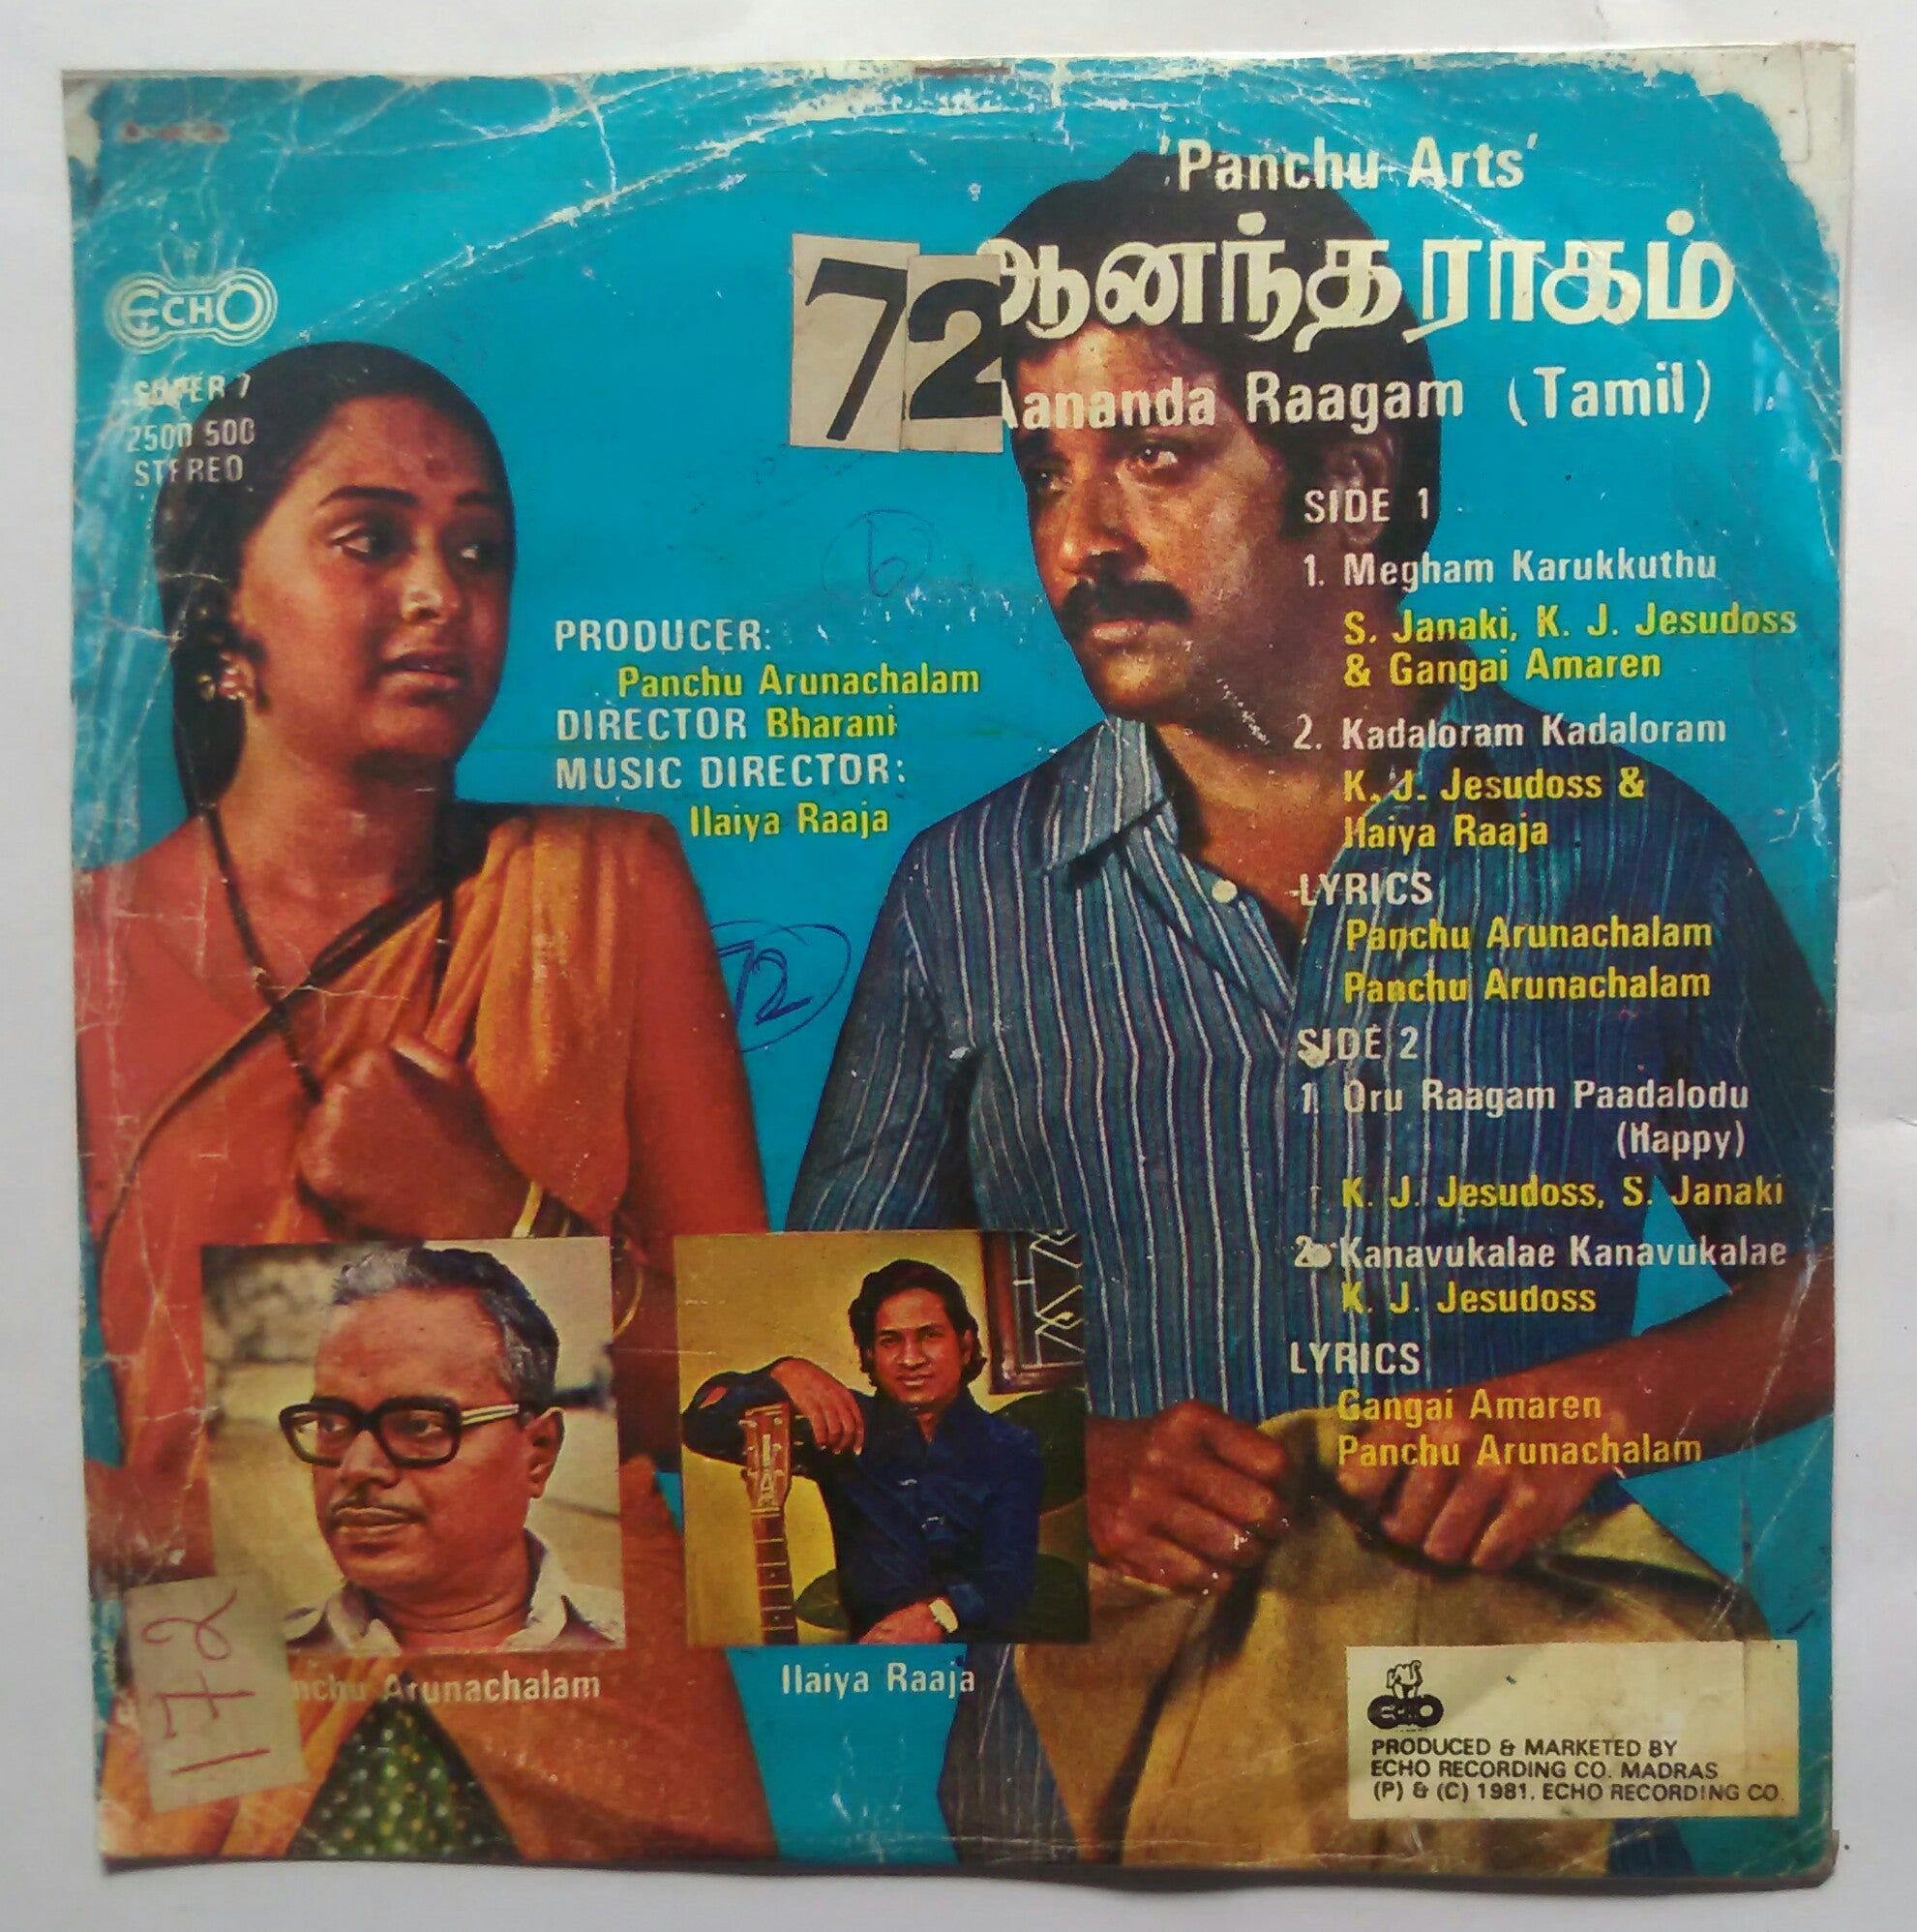 'Panchu Arts'
ஆனந்த ராகம்
72
Aananda Raagam (Tamil)
ECHO
SUPER 7
2500 500
STEREO
b
PRODUCER:
Panchu Arunachalam
DIRECTOR Bharani
MUSIC DIRECTOR:
Ilaiya Raaja
72
SIDE 1
1. Megham Karukkuthu
S. Janaki, K. J. Jesudoss
& Gangai Amaren
2. Kadaloram Kadaloram
K. J. Jesudoss &
Ilaiya Raaja
LYRICS
Panchu Arunachalam
Panchu Arunachalam
SIDE 2
1. Oru Raagam Paadalodu
(Happy)
K. J. Jesudoss, S. Janaki
2. Kanavukalae Kanavukalae
K. J. Jesudoss
LYRICS
Gangai Amaren
Panchu Arunachalam
172
nchu Arunachalam
Ilaiya Raaja
ECHO
PRODUCED & MARKETED BY
ECHO RECORDING CO. MADRAS
(P) & (C) 1981. ECHO RECORDING CO.